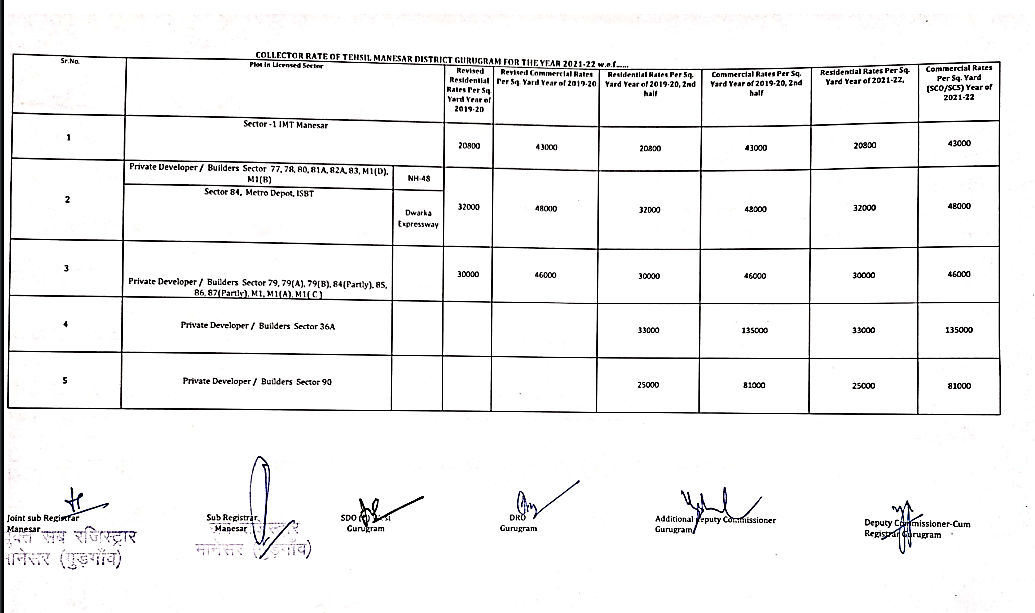 COLLECTOR RATE OF TEHSIL MANESAR DISTRICT GURUGRAM FOR THE YEAR 2021-22 w.e.f.....
Sr.No.
Plot in Licensed Sector
Revised
Residential
Rates Per Sq.
Yard Year of
2019-20
Revised Commercial Rates
Per Sq. Yard Year of 2019-20
Residential Rates Per Sq.
Yard Year of 2019-20, 2nd
half
Commercial Rates Per Sq.
Yard Year of 2019-20, 2nd
half
Residential Rates Per Sq.
Yard Year of 2021-22,
Commercial Rates
Per Sq. Yard
(SCO/SCS) Year of
2021-22
1
Sector -1 IMT Manesar
20800
43000
20800
43000
20800
43000
2
Private Developer / Builders Sector 77, 78, 80, 81A, 82A, 83, M1(D),
M1(B)
NH-48
Sector 84, Metro Depot, ISBT
Dwarka
Expressway
32000
48000
32000
48000
32000
48000
3
Private Developer / Builders Sector 79, 79(A), 79(B), 84(Partly), 85,
86, 87(Partly), M1, M1(A), M1( C )
30000
46000
30000
46000
30000
46000
4
Private Developer / Builders Sector 36A
33000
135000
33000
135000
5
Private Developer / Builders Sector 90
25000
81000
25000
81000
Joint sub Registrar
Manesar
सब रजिस्ट्रार
मानेसर (गुड़गाँव)
Sub Registrar
Manesar
मानेसर (गुड़गाँव)
SDO
Gurugram
DRO
Gurugram
Additional Deputy Commissioner
Gurugram
Deputy Commissioner-Cum
Registrar Gurugram